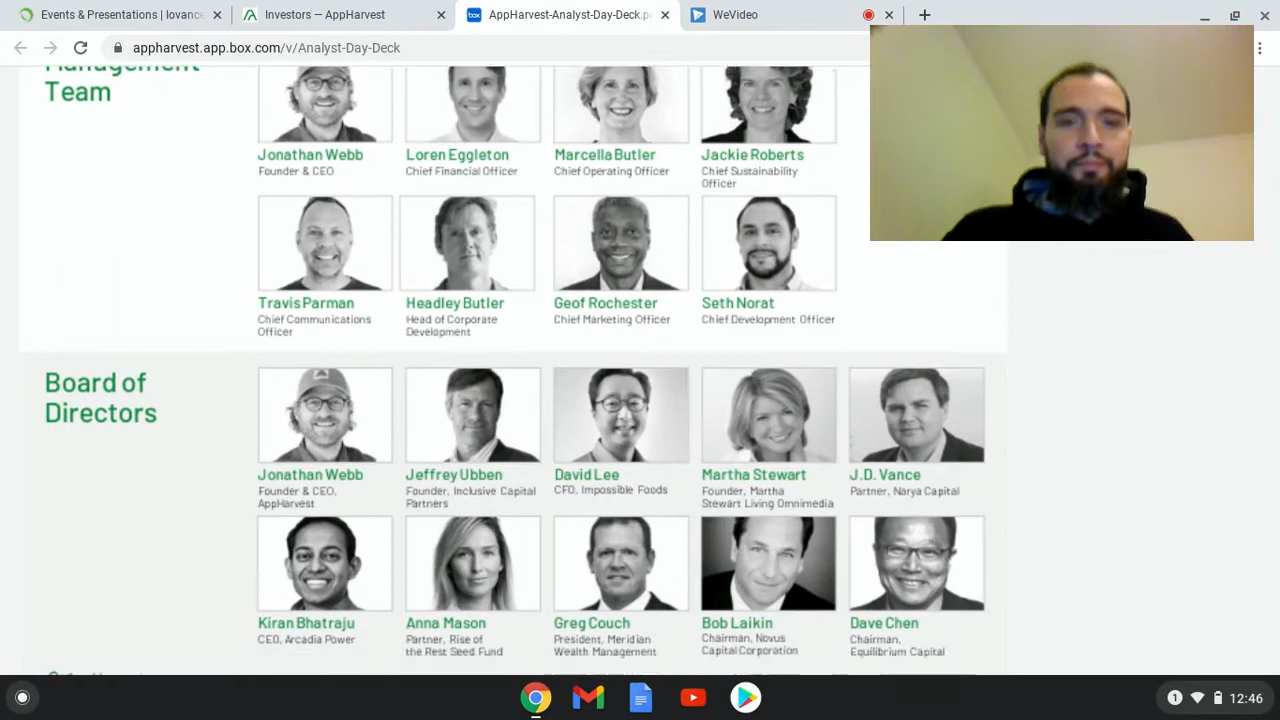 Events & Presentations | Iovance
Investors — AppHarvest
box
AppHarvest-Analyst-Day-Deck.p
WeVideo
appharvest.app.box.com/v/Analyst-Day-Deck
Management
Team
Jonathan Webb
Founder & CEO
Loren Eggleton
Chief Financial Officer
Marcella Butler
Chief Operating Officer
Jackie Roberts
Chief Sustainability
Officer
Travis Parman
Chief Communications
Officer
Headley Butler
Head of Corporate
Development
Geof Rochester
Chief Marketing Officer
Seth Norat
Chief Development Officer
Board of
Directors
Jonathan Webb
Founder & CEO,
AppHarvest
Jeffrey Ubben
Founder, Inclusive Capital
Partners
David Lee
CFO, Impossible Foods
Martha Stewart
Founder, Martha
Stewart Living Omnimedia
J.D. Vance
Partner, Narya Capital
Kiran Bhatraju
CEO, Arcadia Power
Anna Mason
Partner, Rise of
the Rest Seed Fund
Greg Couch
President, Meridian
Wealth Management
Bob Laikin
Chairman, Novus
Capital Corporation
Dave Chen
Chairman,
Equilibrium Capital
1
12:46